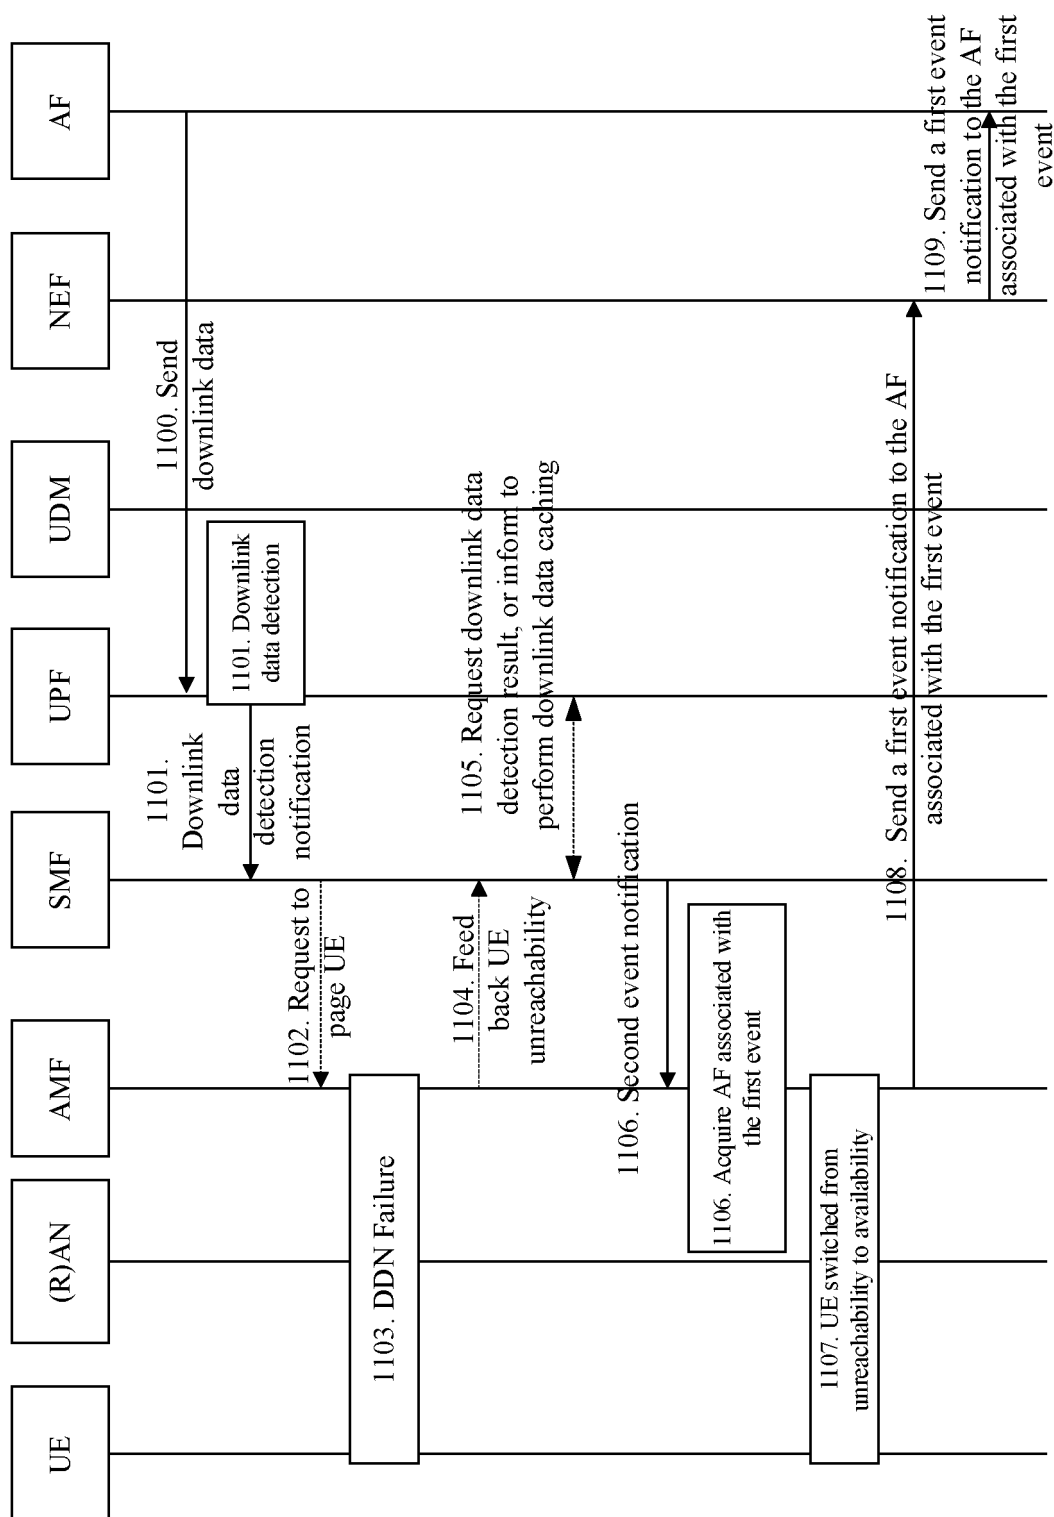 UE
(R)AN
AMF
SMF
UPF
UDM
NEF
AF
1100. Send
downlink data
1101. Downlink
data detection
1101.
Downlink
data
detection
notification
1102. Request to
page UE
1103. DDN Failure
1104. Feed
back UE
unreachability
1105. Request downlink data
detection result, or inform to
perform downlink data caching
1106. Second event notification
1106. Acquire AF associated with
the first event
1107. UE switched from
unreachability to availability
1108. Send a first event notification to the AF
associated with the first event
1109. Send a first event
notification to the AF
associated with the first
event